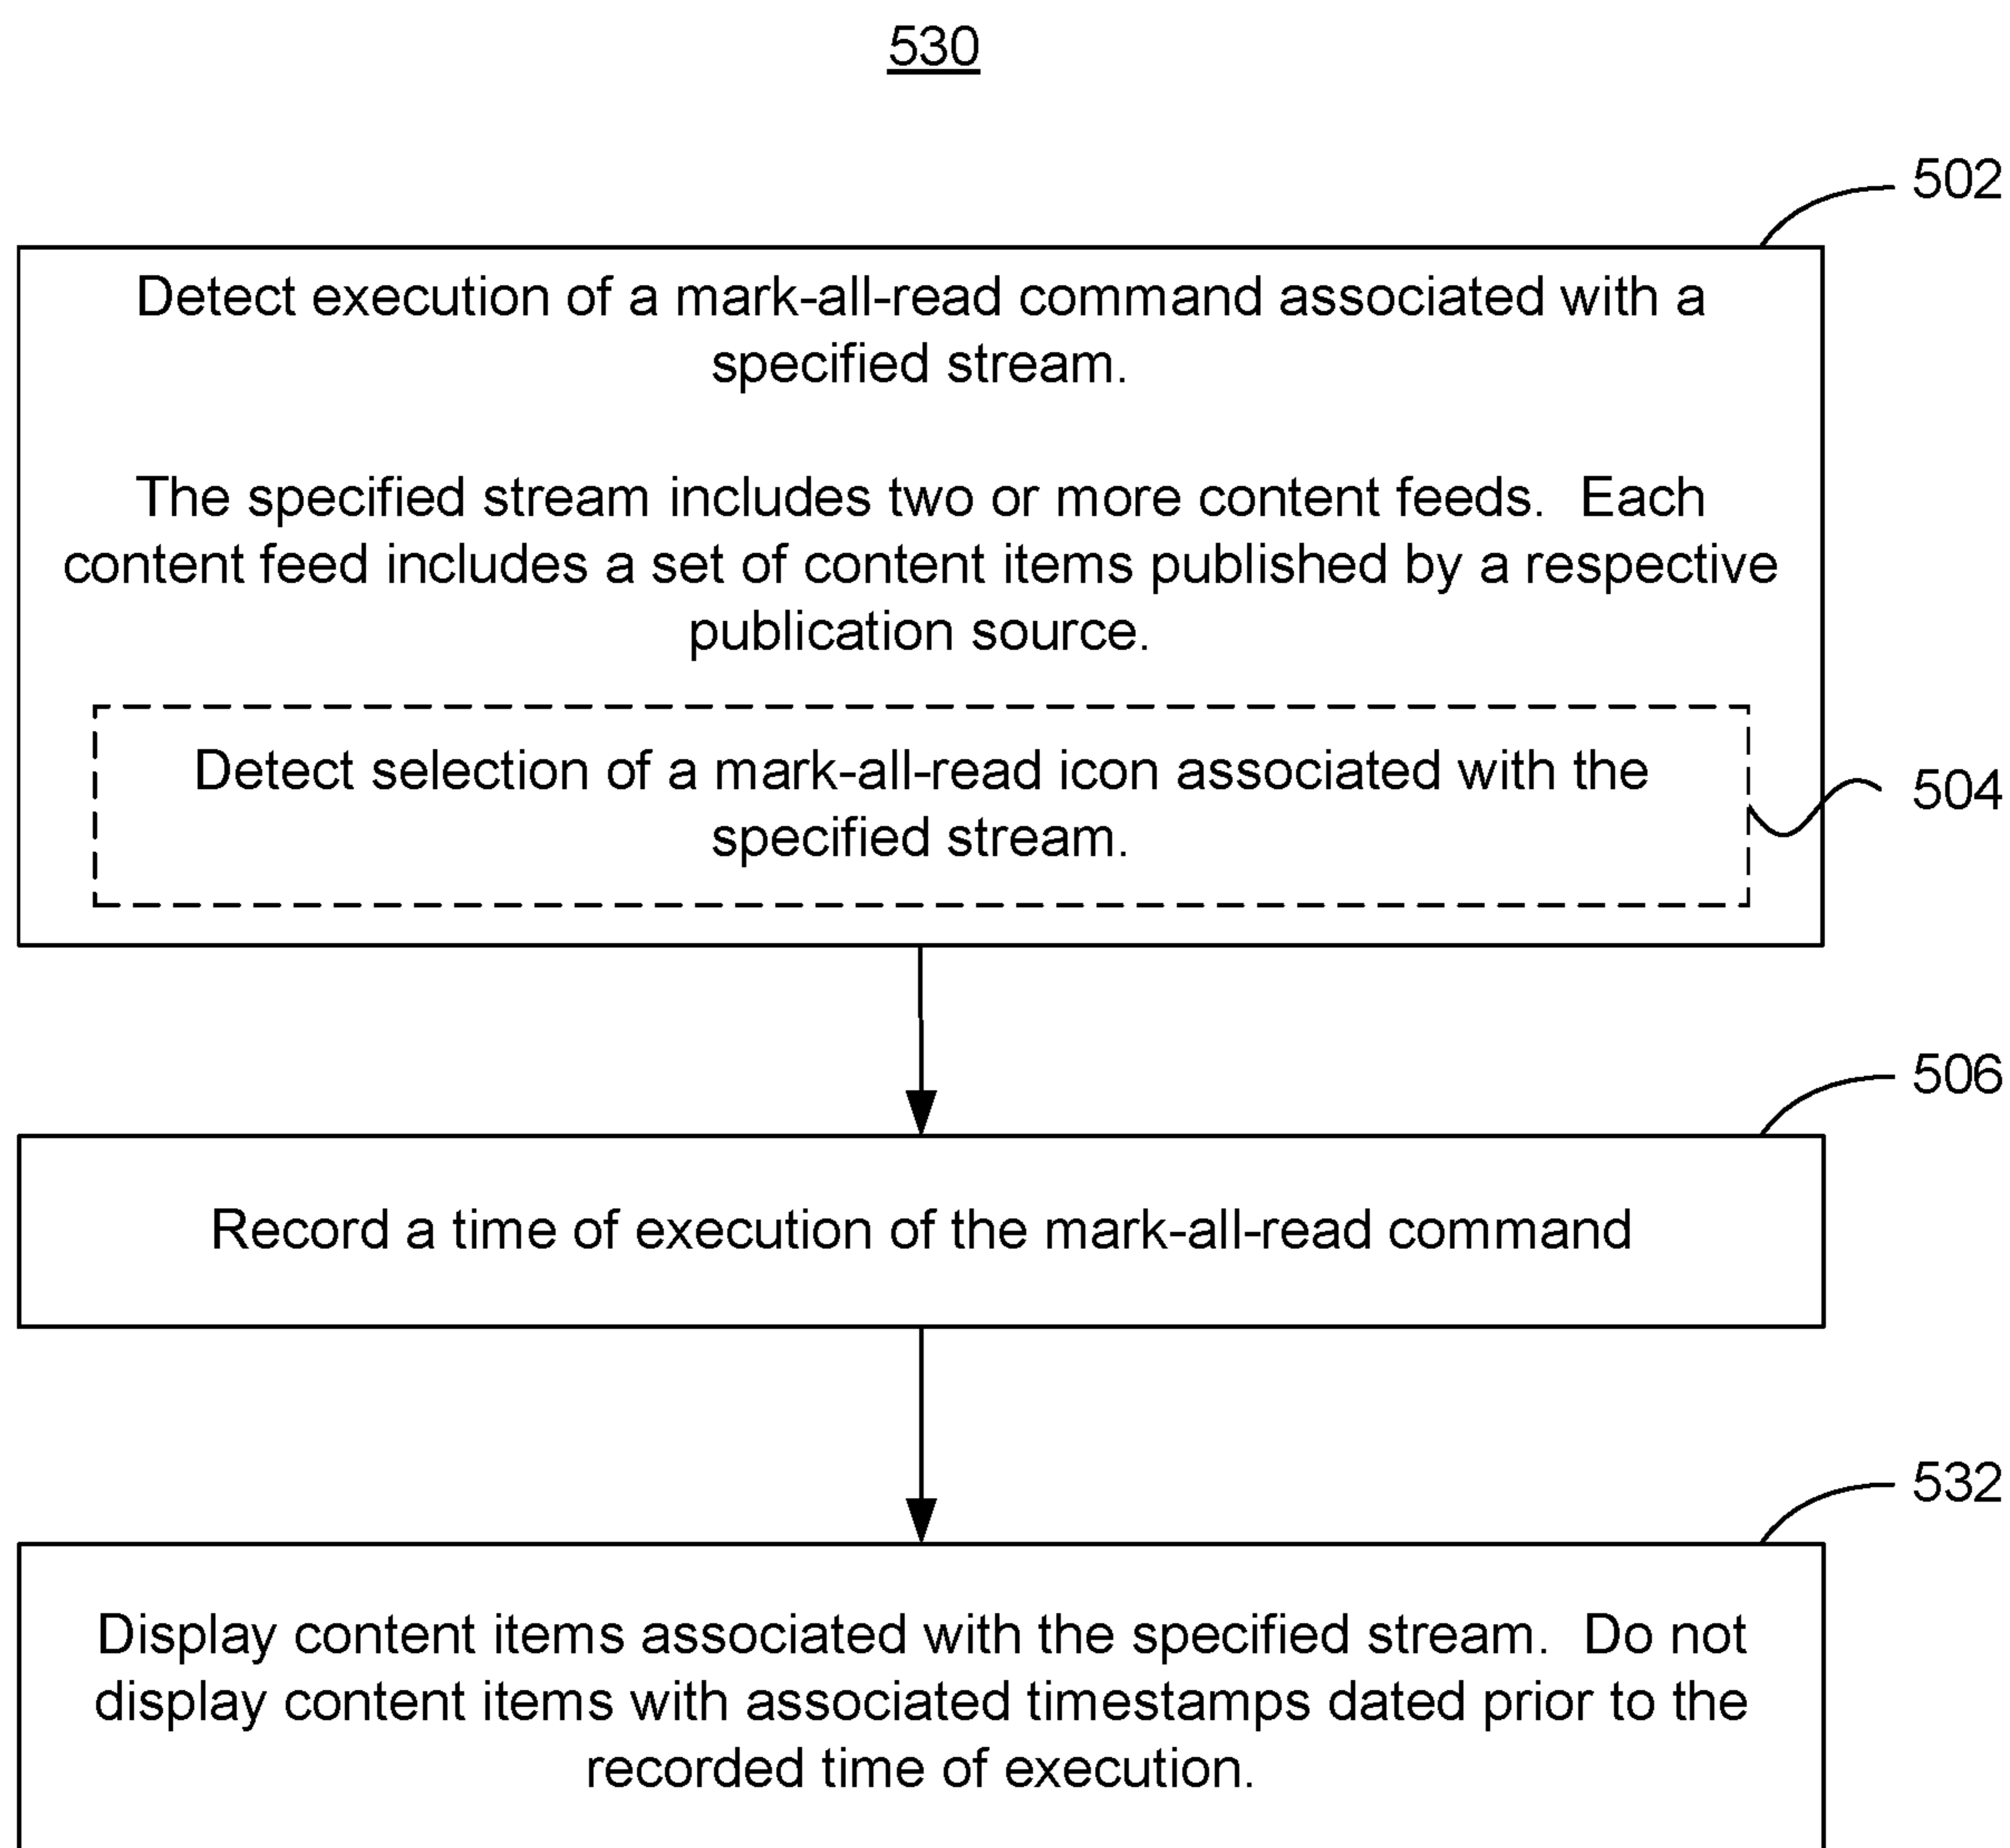 530
502
Detect execution of a mark-all-read command associated with a
specified stream.
The specified stream includes two or more content feeds.  Each
content feed includes a set of content items published by a respective
publication source.
Detect selection of a mark-all-read icon associated with the
specified stream.
504
506
Record a time of execution of the mark-all-read command
532
Display content items associated with the specified stream.  Do not
display content items with associated timestamps dated prior to the
recorded time of execution.